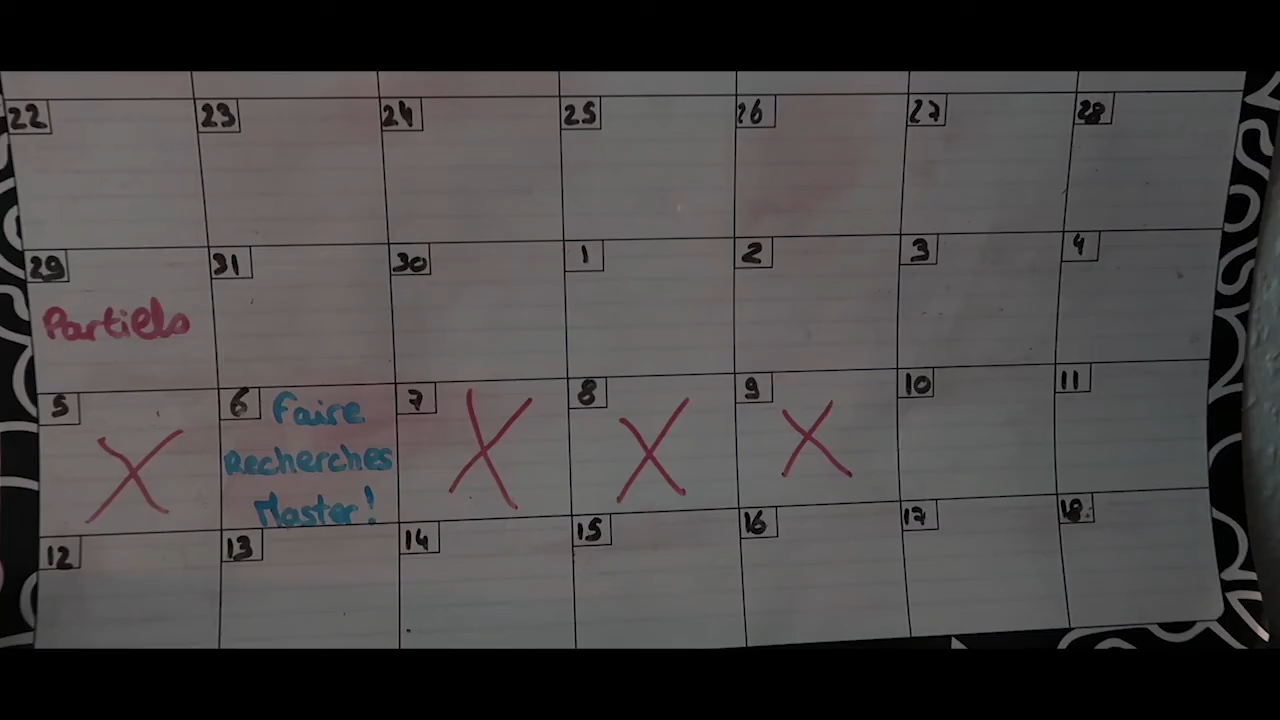 22 23 24 25 26 27 28
29 31 30 1 2 3 4
Partiels
5 6 7 8 9 10 11
Faire
Recherches
Master!
12 13 14 15 16 17 18